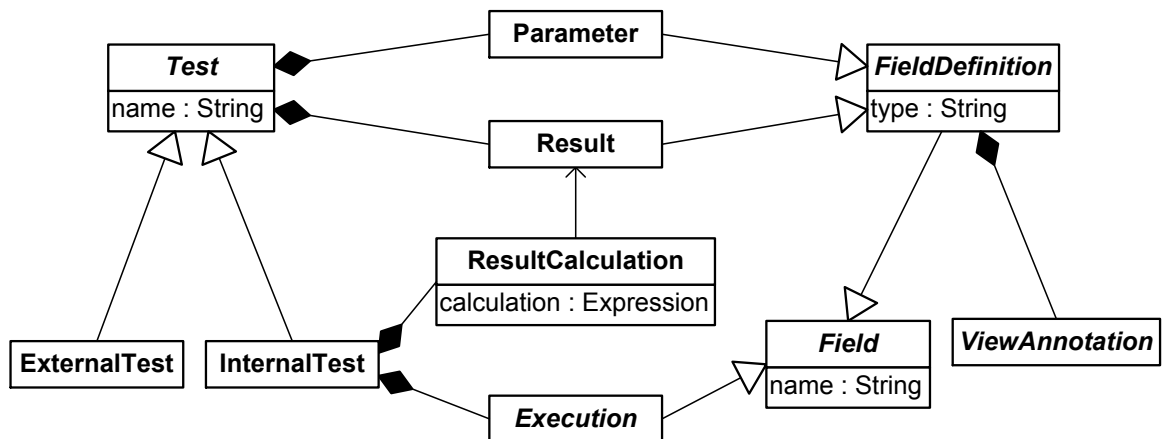 Parameter
Test
name : String
FieldDefinition
type : String
Result
ResultCalculation
calculation : Expression
ExternalTest
InternalTest
Field
name : String
ViewAnnotation
Execution